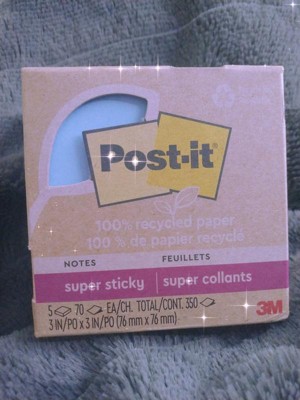 Post-it
100% recycled paper
100 % de papier recyclé
NOTES FEUILLETS
super sticky super collants
5 70 EA/CH. TOTAL/CONT. 350
3 IN/PO x 3 IN/PO (76 mm x 76 mm)
3M